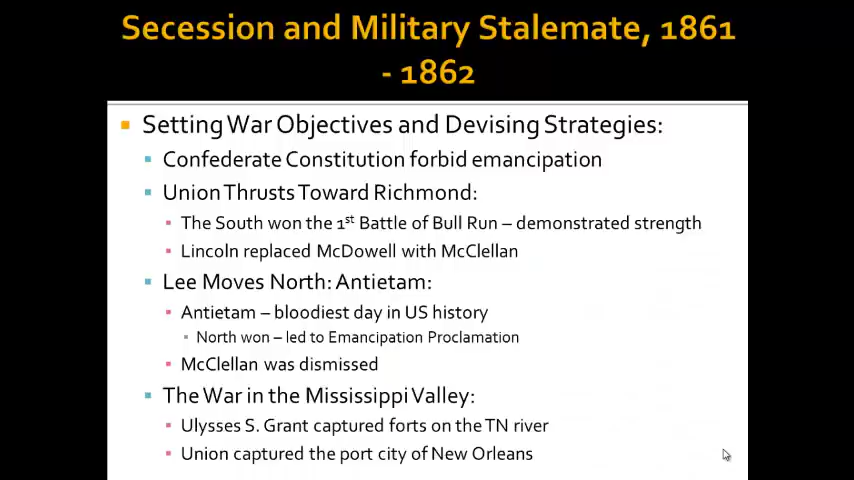 Secession and Military Stalemate, 1861
- 1862
Setting War Objectives and Devising Strategies:
Confederate Constitution forbid emancipation
Union Thrusts Toward Richmond:
The South won the 1st Battle of Bull Run – demonstrated strength
Lincoln replaced McDowell with McClellan
Lee Moves North: Antietam:
Antietam – bloodiest day in US history
North won – led to Emancipation Proclamation
McClellan was dismissed
The War in the Mississippi Valley:
Ulysses S. Grant captured forts on the TN river
Union captured the port city of New Orleans